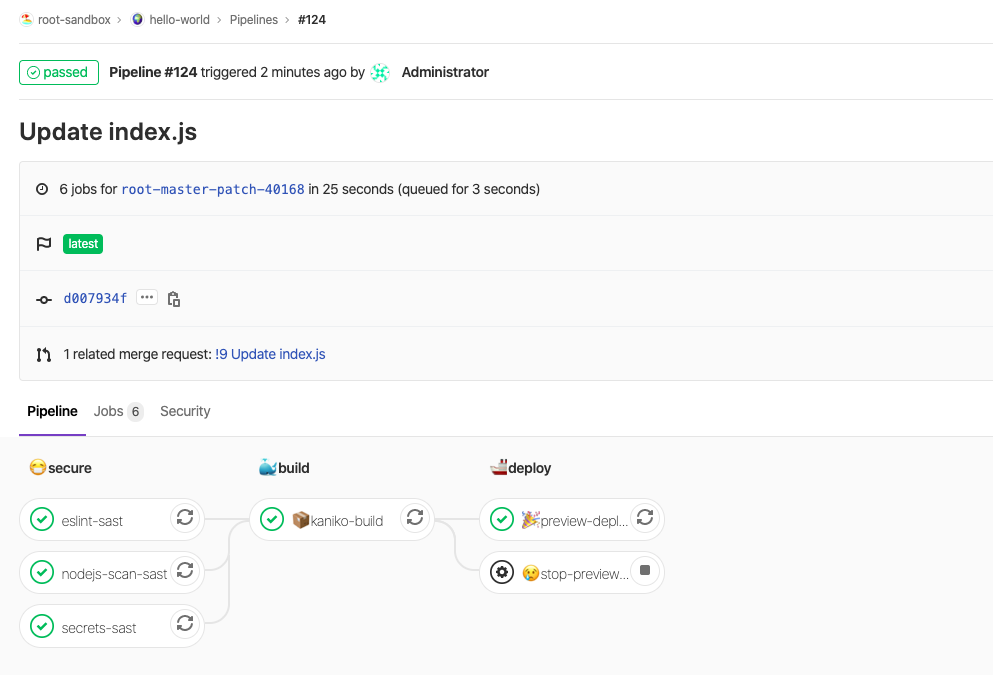 root-sandbox › hello-world › Pipelines › #124
passed Pipeline #124 triggered 2 minutes ago by Administrator
Update index.js
6 jobs for root-master-patch-40168 in 25 seconds (queued for 3 seconds)
latest
d007934f ...
1 related merge request: !9 Update index.js
Pipeline Jobs 6 Security
secure build deploy
eslint-sast kaniko-build preview-depl...
nodejs-scan-sast stop-preview...
secrets-sast